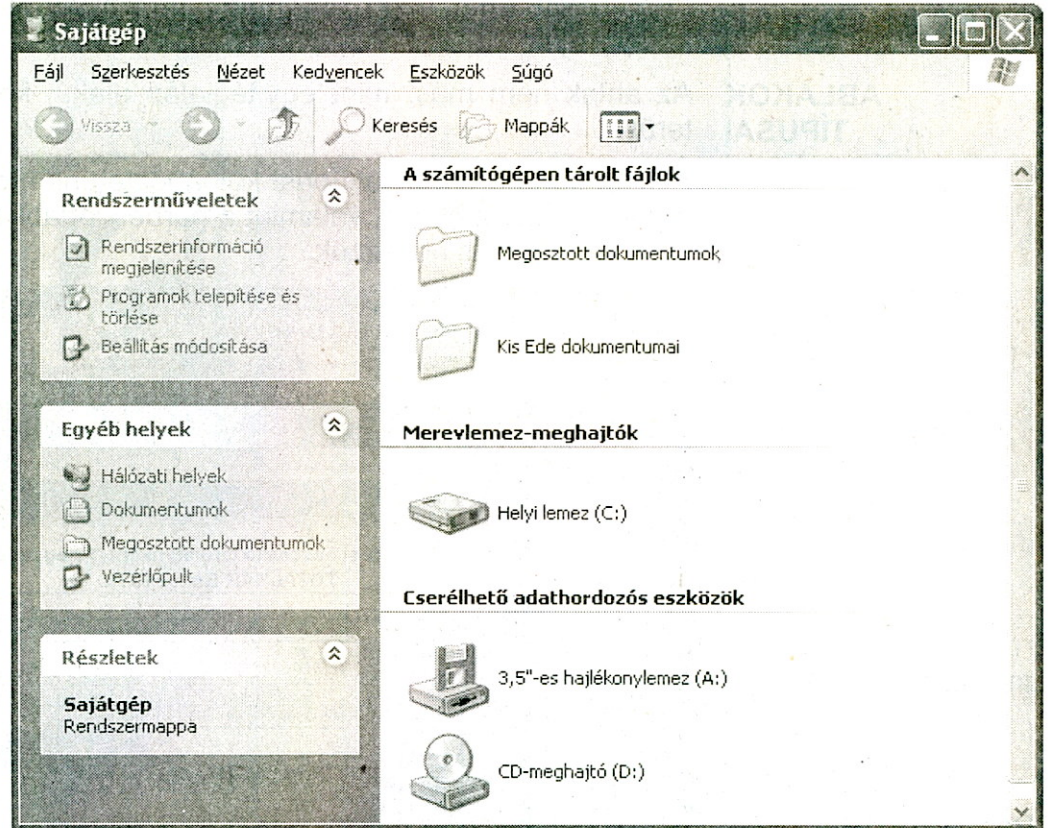 Sajátgép
Fájl Szerkesztés Nézet Kedvencek Eszközök Súgó
Vissza Keresés Mappák
Rendszerműveletek
Rendszerinformáció
megjelenítése
Programok telepítése és
törlése
Beállítás módosítása
Egyéb helyek
Hálózati helyek
Dokumentumok
Megosztott dokumentumok
Vezérlőpult
Részletek
Sajátgép
Rendszermappa
A számítógépen tárolt fájlok
Megosztott dokumentumok
Kis Ede dokumentumai
Merevlemez-meghajtók
Helyi lemez (C:)
Cserélhető adathordozós eszközök
3,5"-es hajlékonylemez (A:)
CD-meghajtó (D:)